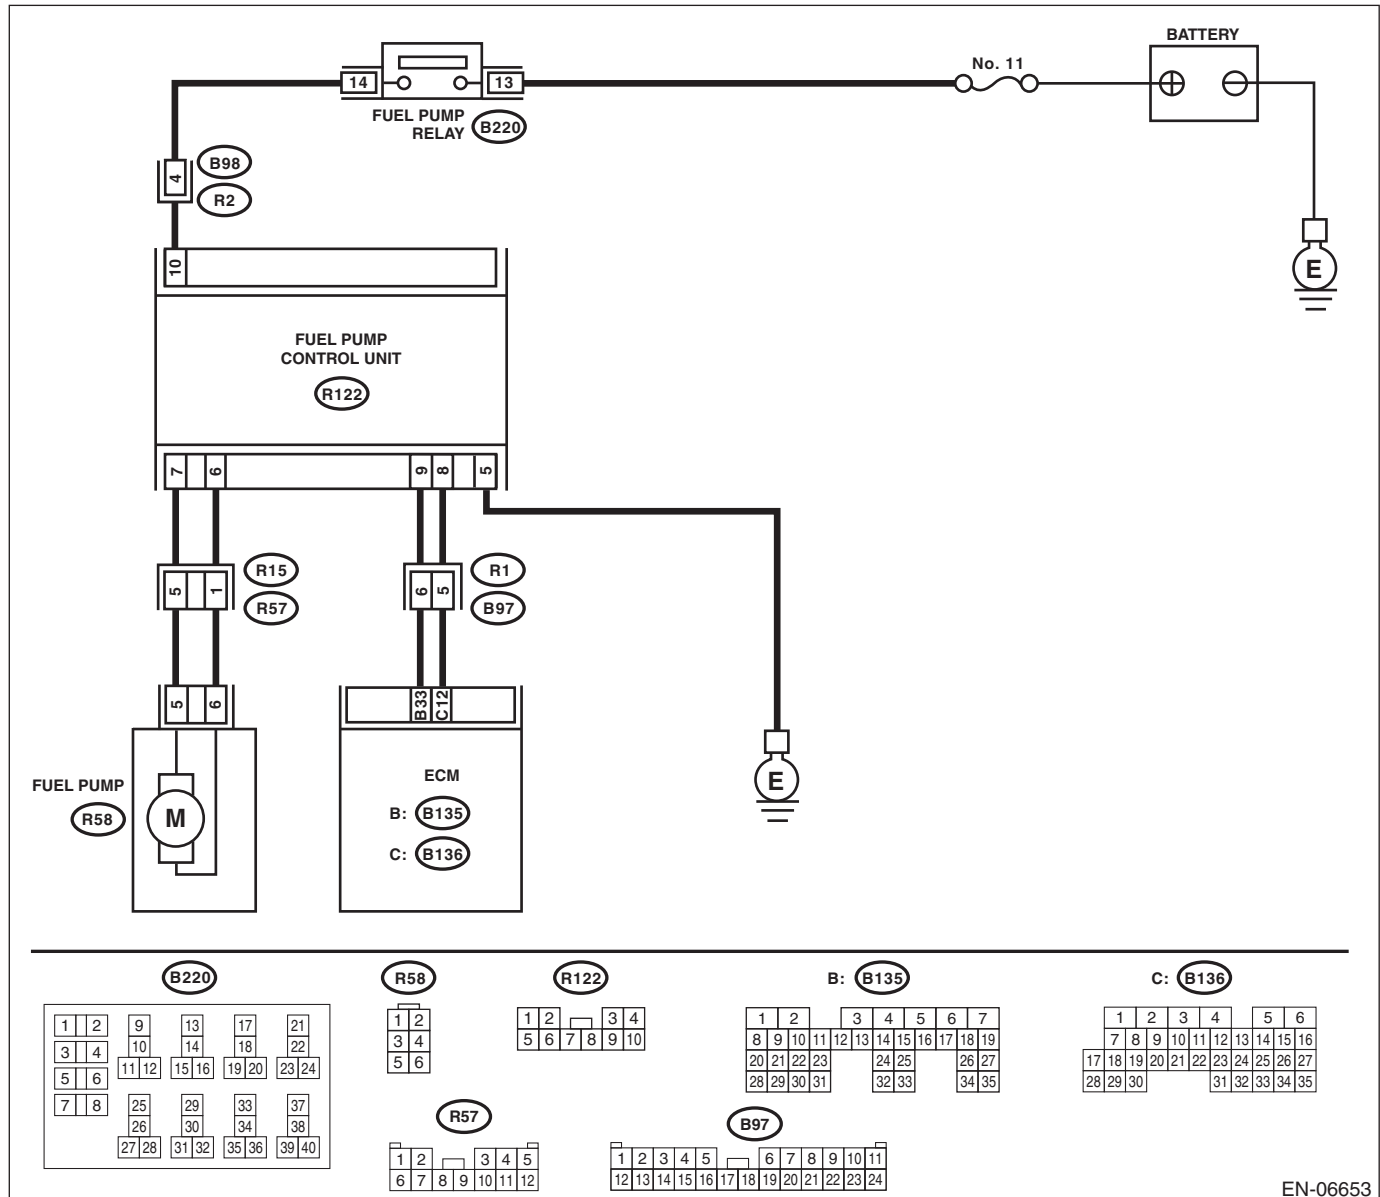 BATTERY
No. 11
14
13
FUEL PUMP
RELAY
B220
4
B98
R2
E
10
FUEL PUMP
CONTROL UNIT
R122
7 6 9 8 5
5 1
R15
R57
6 5
R1
B97
5 6
B33 C12
FUEL PUMP
R58
M
ECM
B: B135
C: B136
E
B220
1 2
3 4
5 6
7 8
9
10
11 12
13
14
15 16
17
18
19 20
21
22
23 24
25
26
27 28
29
30
31 32
33
34
35 36
37
38
39 40
R58
1 2
3 4
5 6
R122
1 2 3 4
5 6 7 8 9 10
B: B135
1 2 3 4 5 6 7
8 9 10 11 12 13 14 15 16 17 18 19
20 21 22 23 24 25 26 27
28 29 30 31 32 33 34 35
C: B136
1 2 3 4 5 6
7 8 9 10 11 12 13 14 15 16
17 18 19 20 21 22 23 24 25 26 27
28 29 30 31 32 33 34 35
R57
1 2 3 4 5
6 7 8 9 10 11 12
B97
1 2 3 4 5 6 7 8 9 10 11
12 13 14 15 16 17 18 19 20 21 22 23 24
EN-06653